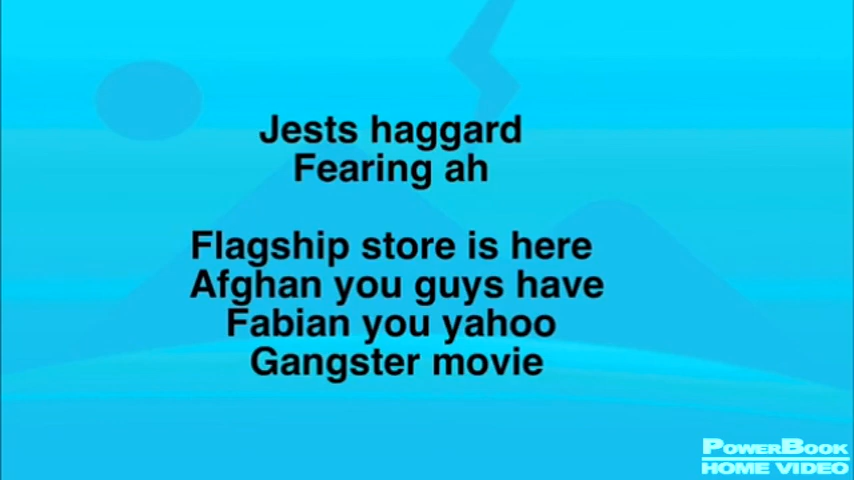 Jests haggard
Fearing ah
Flagship store is here
Afghan you guys have
Fabian you yahoo
Gangster movie
PowerBook
HOME VIDEO